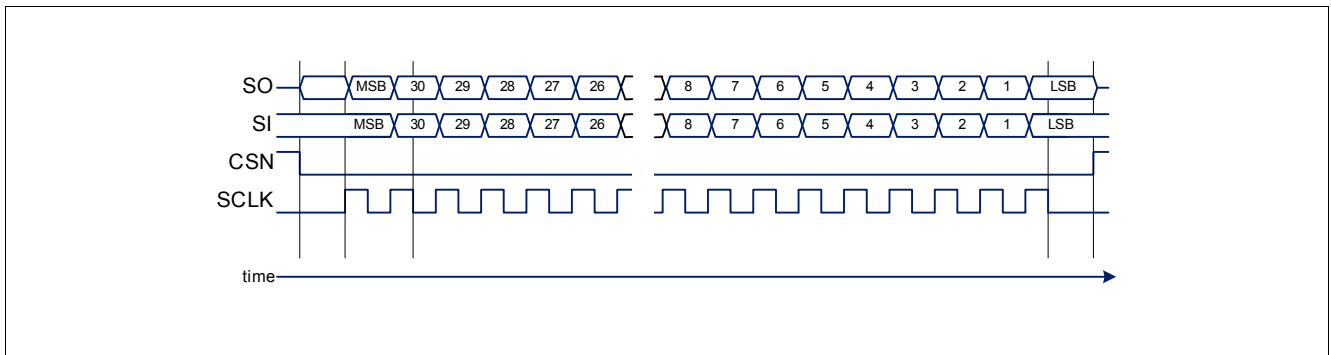 SO MSB 30 29 28 27 26 8 7 6 5 4 3 2 1 LSB
SI MSB 30 29 28 27 26 8 7 6 5 4 3 2 1 LSB
CSN
SCLK
time